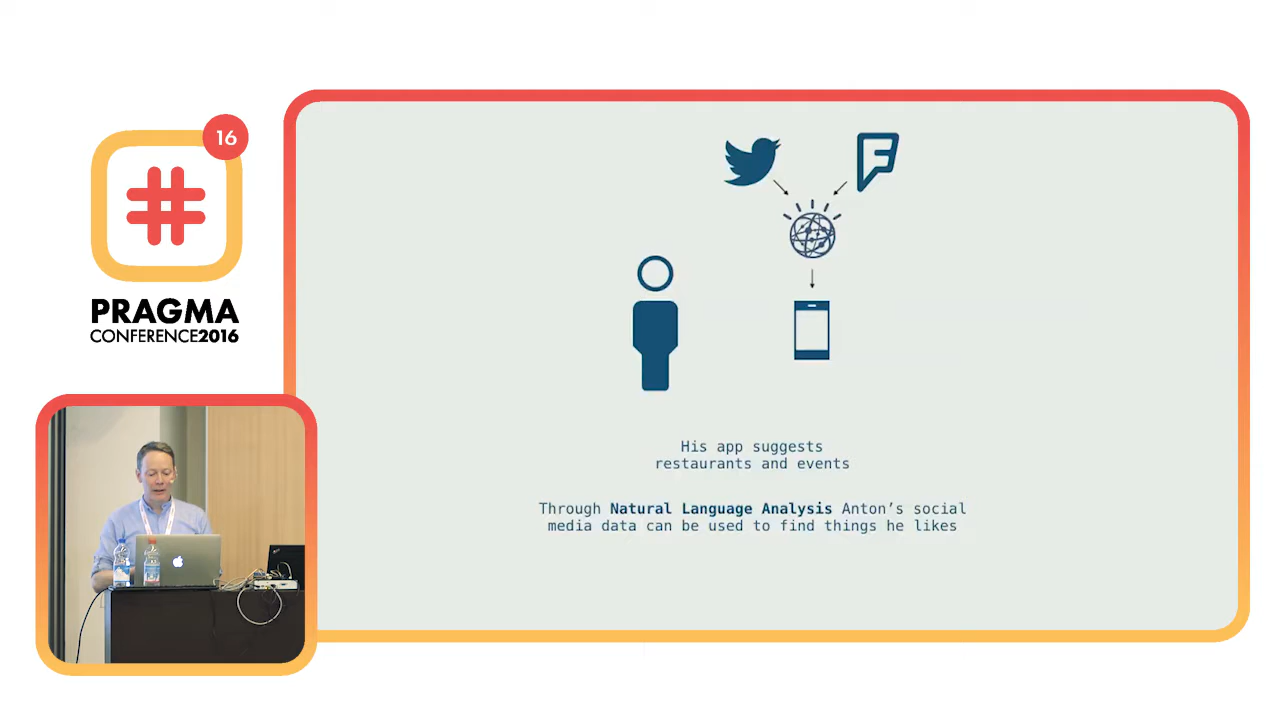 16
PRAGMA
CONFERENCE2016
His app suggests
restaurants and events
Through Natural Language Analysis Anton's social
media data can be used to find things he likes